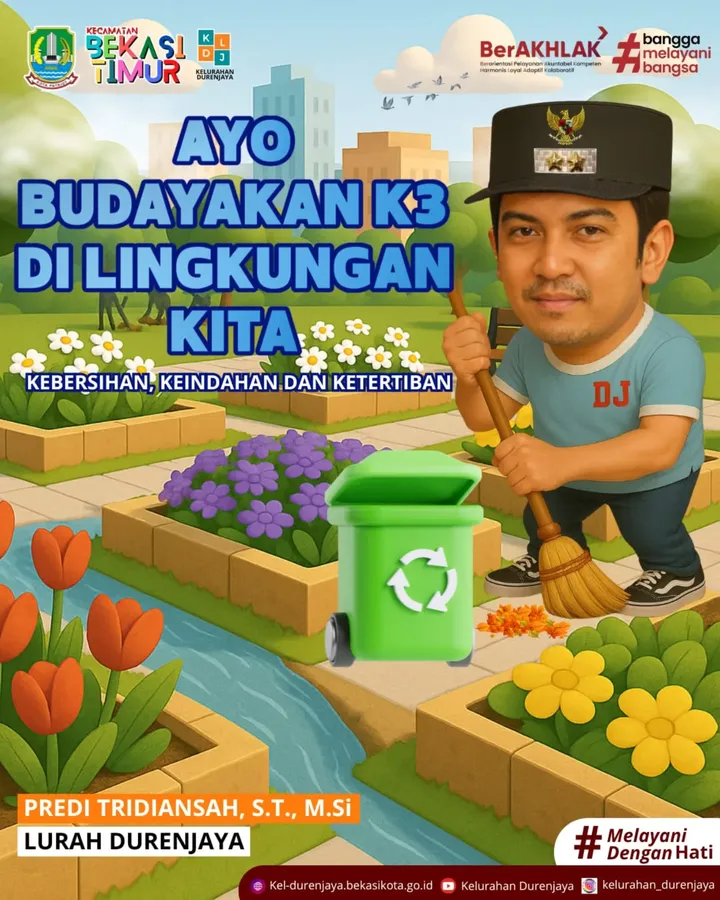 KECAMATAN
BEKASI
TIMUR
K
D L
J
KELURAHAN
DURENJAYA
BerAKHLAK
Berorientasi Pelayanan Akuntabel Kompeten
Harmonis Loyal Adaptif Kolaboratif
#bangga
melayani
bangsa
AYO
BUDAYAKAN K3
DI LINGKUNGAN
KITA
KEBERSIHAN, KEINDAHAN DAN KETERTIBAN
DJ
PREDI TRIDIANSAH, S.T., M.Si
LURAH DURENJAYA
#Melayani
Dengan Hati
Kel-durenjaya.bekasikota.go.id Kelurahan Durenjaya kelurahan_durenjaya